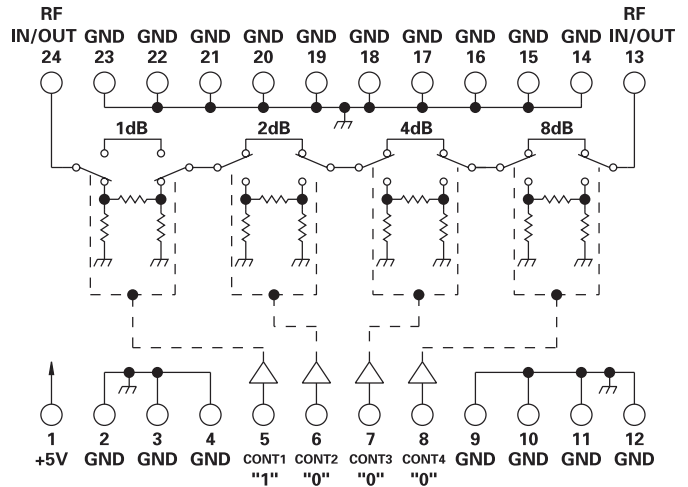 RF RF
IN/OUT GND GND GND GND GND GND GND GND GND GND IN/OUT
24 23 22 21 20 19 18 17 16 15 14 13
1dB 2dB 4dB 8dB
1 2 3 4 5 6 7 8 9 10 11 12
+5V GND GND GND CONT1 CONT2 CONT3 CONT4 GND GND GND GND
"1" "0" "0" "0"